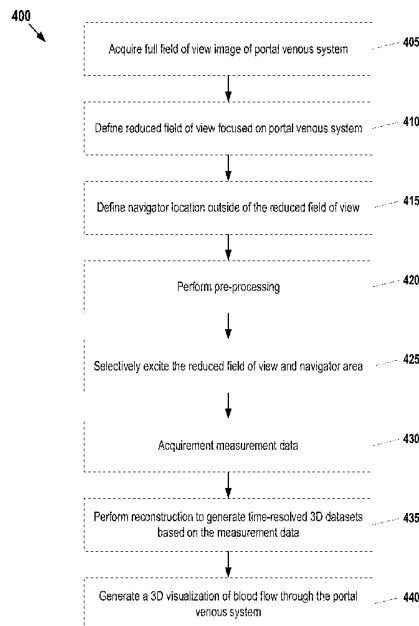 400
Acquire full field of view image of portal venous system
405
Define reduced field of view focused on portal venous system
410
Define navigator location outside of the reduced field of view
415
Perform pre-processing
420
Selectively excite the reduced field of view and navigator area
425
Acquirement measurement data
430
Perform reconstruction to generate time-resolved 3D datasets
based on the measurement data
435
Generate a 3D visualization of blood flow through the portal
venous system
440